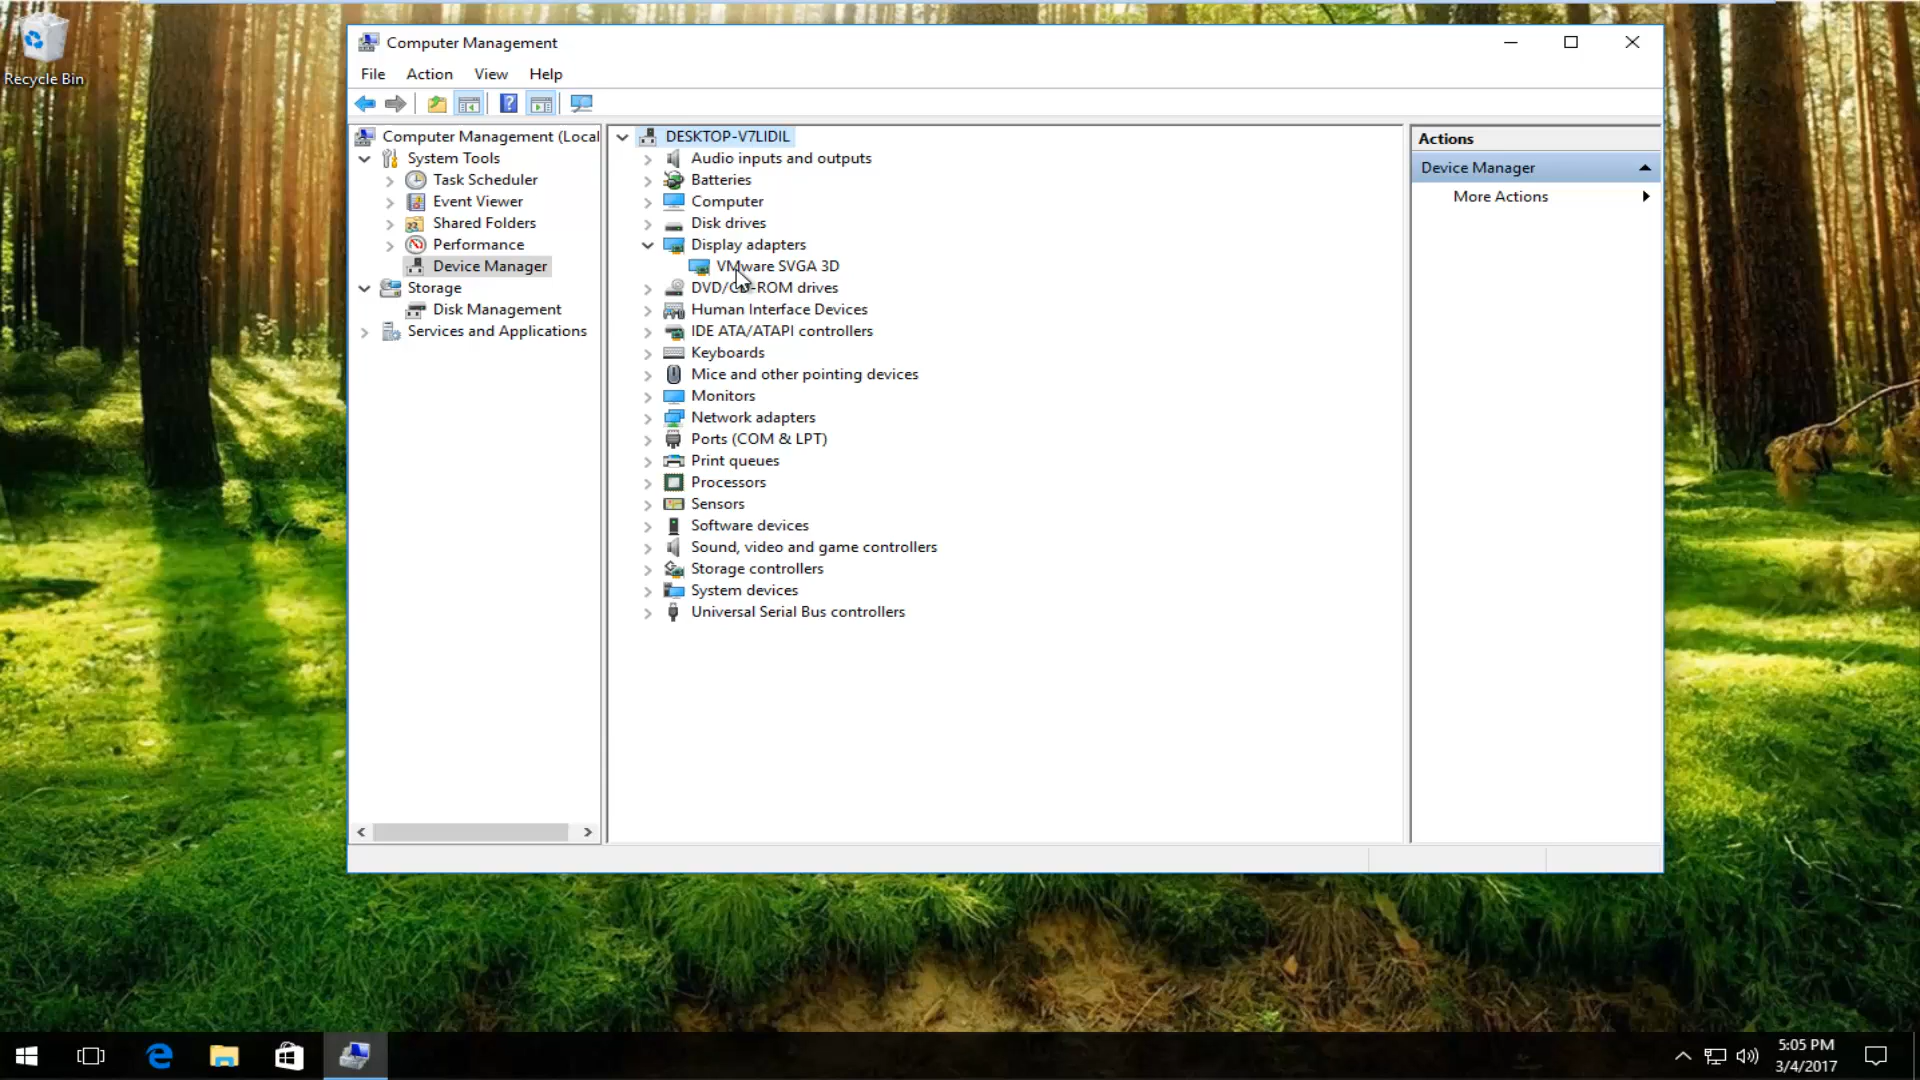 Recycle Bin
Computer Management
File Action View Help
Computer Management (Local
System Tools
Task Scheduler
Event Viewer
Shared Folders
Performance
Device Manager
Storage
Disk Management
Services and Applications
DESKTOP-V7LIDIL
Audio inputs and outputs
Batteries
Computer
Disk drives
Display adapters
VMware SVGA 3D
DVD/CD-ROM drives
Human Interface Devices
IDE ATA/ATAPI controllers
Keyboards
Mice and other pointing devices
Monitors
Network adapters
Ports (COM & LPT)
Print queues
Processors
Sensors
Software devices
Sound, video and game controllers
Storage controllers
System devices
Universal Serial Bus controllers
Actions
Device Manager
More Actions
5:05 PM
3/4/2017